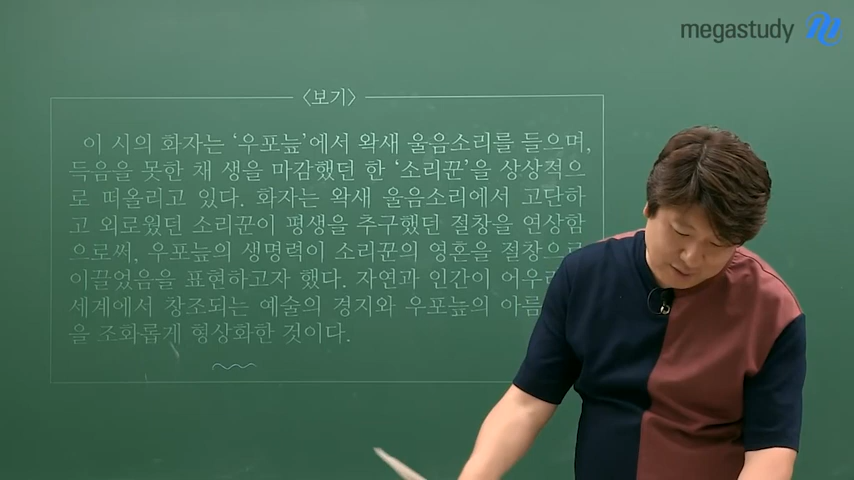 megastudy
<보기>
이 시의 화자는 '우포늪'에서 왁새 울음소리를 들으며,
득음을 못한 채 생을 마감했던 한 '소리꾼'을 상상적으
로 떠올리고 있다. 화자는 왁새 울음소리에서 고단하
고 외로웠던 소리꾼이 평생을 추구했던 절창을 연상함
으로써, 우포늪의 생명력이 소리꾼의 영혼을 절창으로
이끌었음을 표현하고자 했다. 자연과 인간이
세계에서 창조되는 예술의 경지와 우포늪의
을 조화롭게 형상화한 것이다.